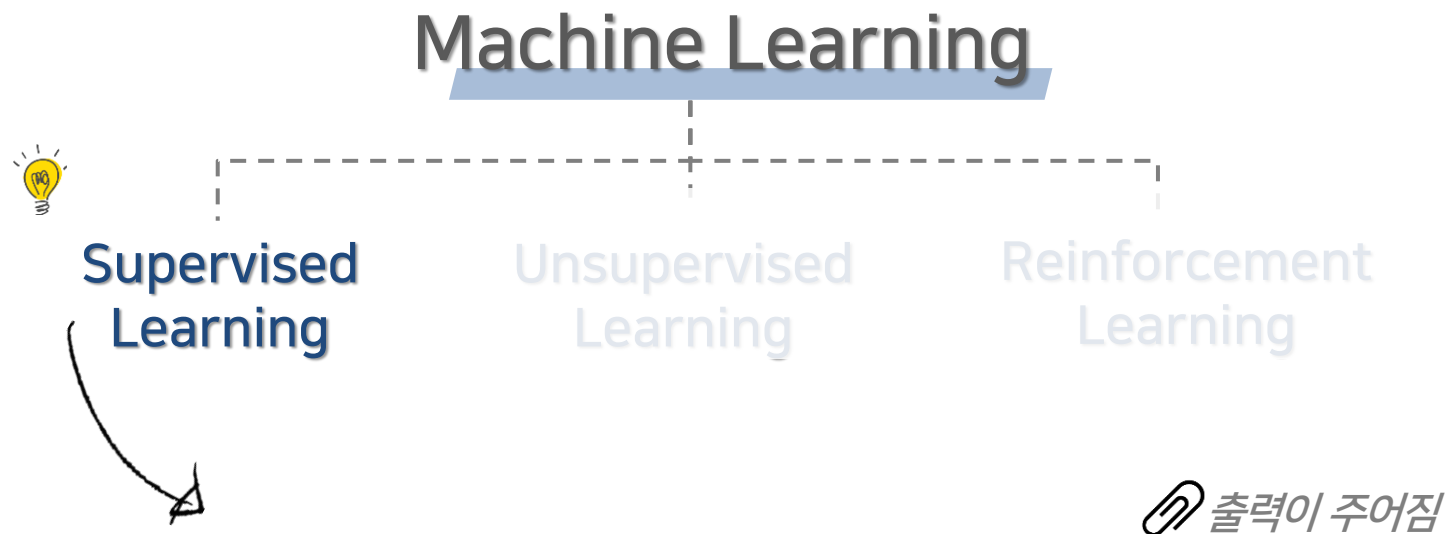 Machine Learning
Supervised
Learning
Unsupervised
Learning
Reinforcement
Learning
출력이 주어짐